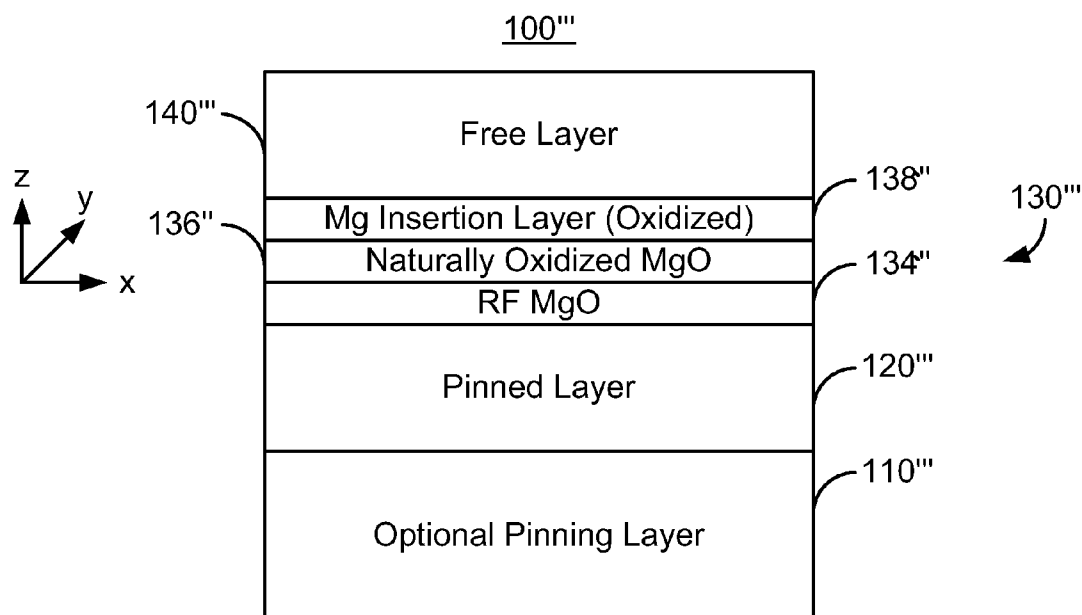 100'''
140'''
Free Layer
z
y
x
136''
138''
Mg Insertion Layer (Oxidized)
130'''
Naturally Oxidized MgO
134''
RF MgO
Pinned Layer
120'''
110'''
Optional Pinning Layer